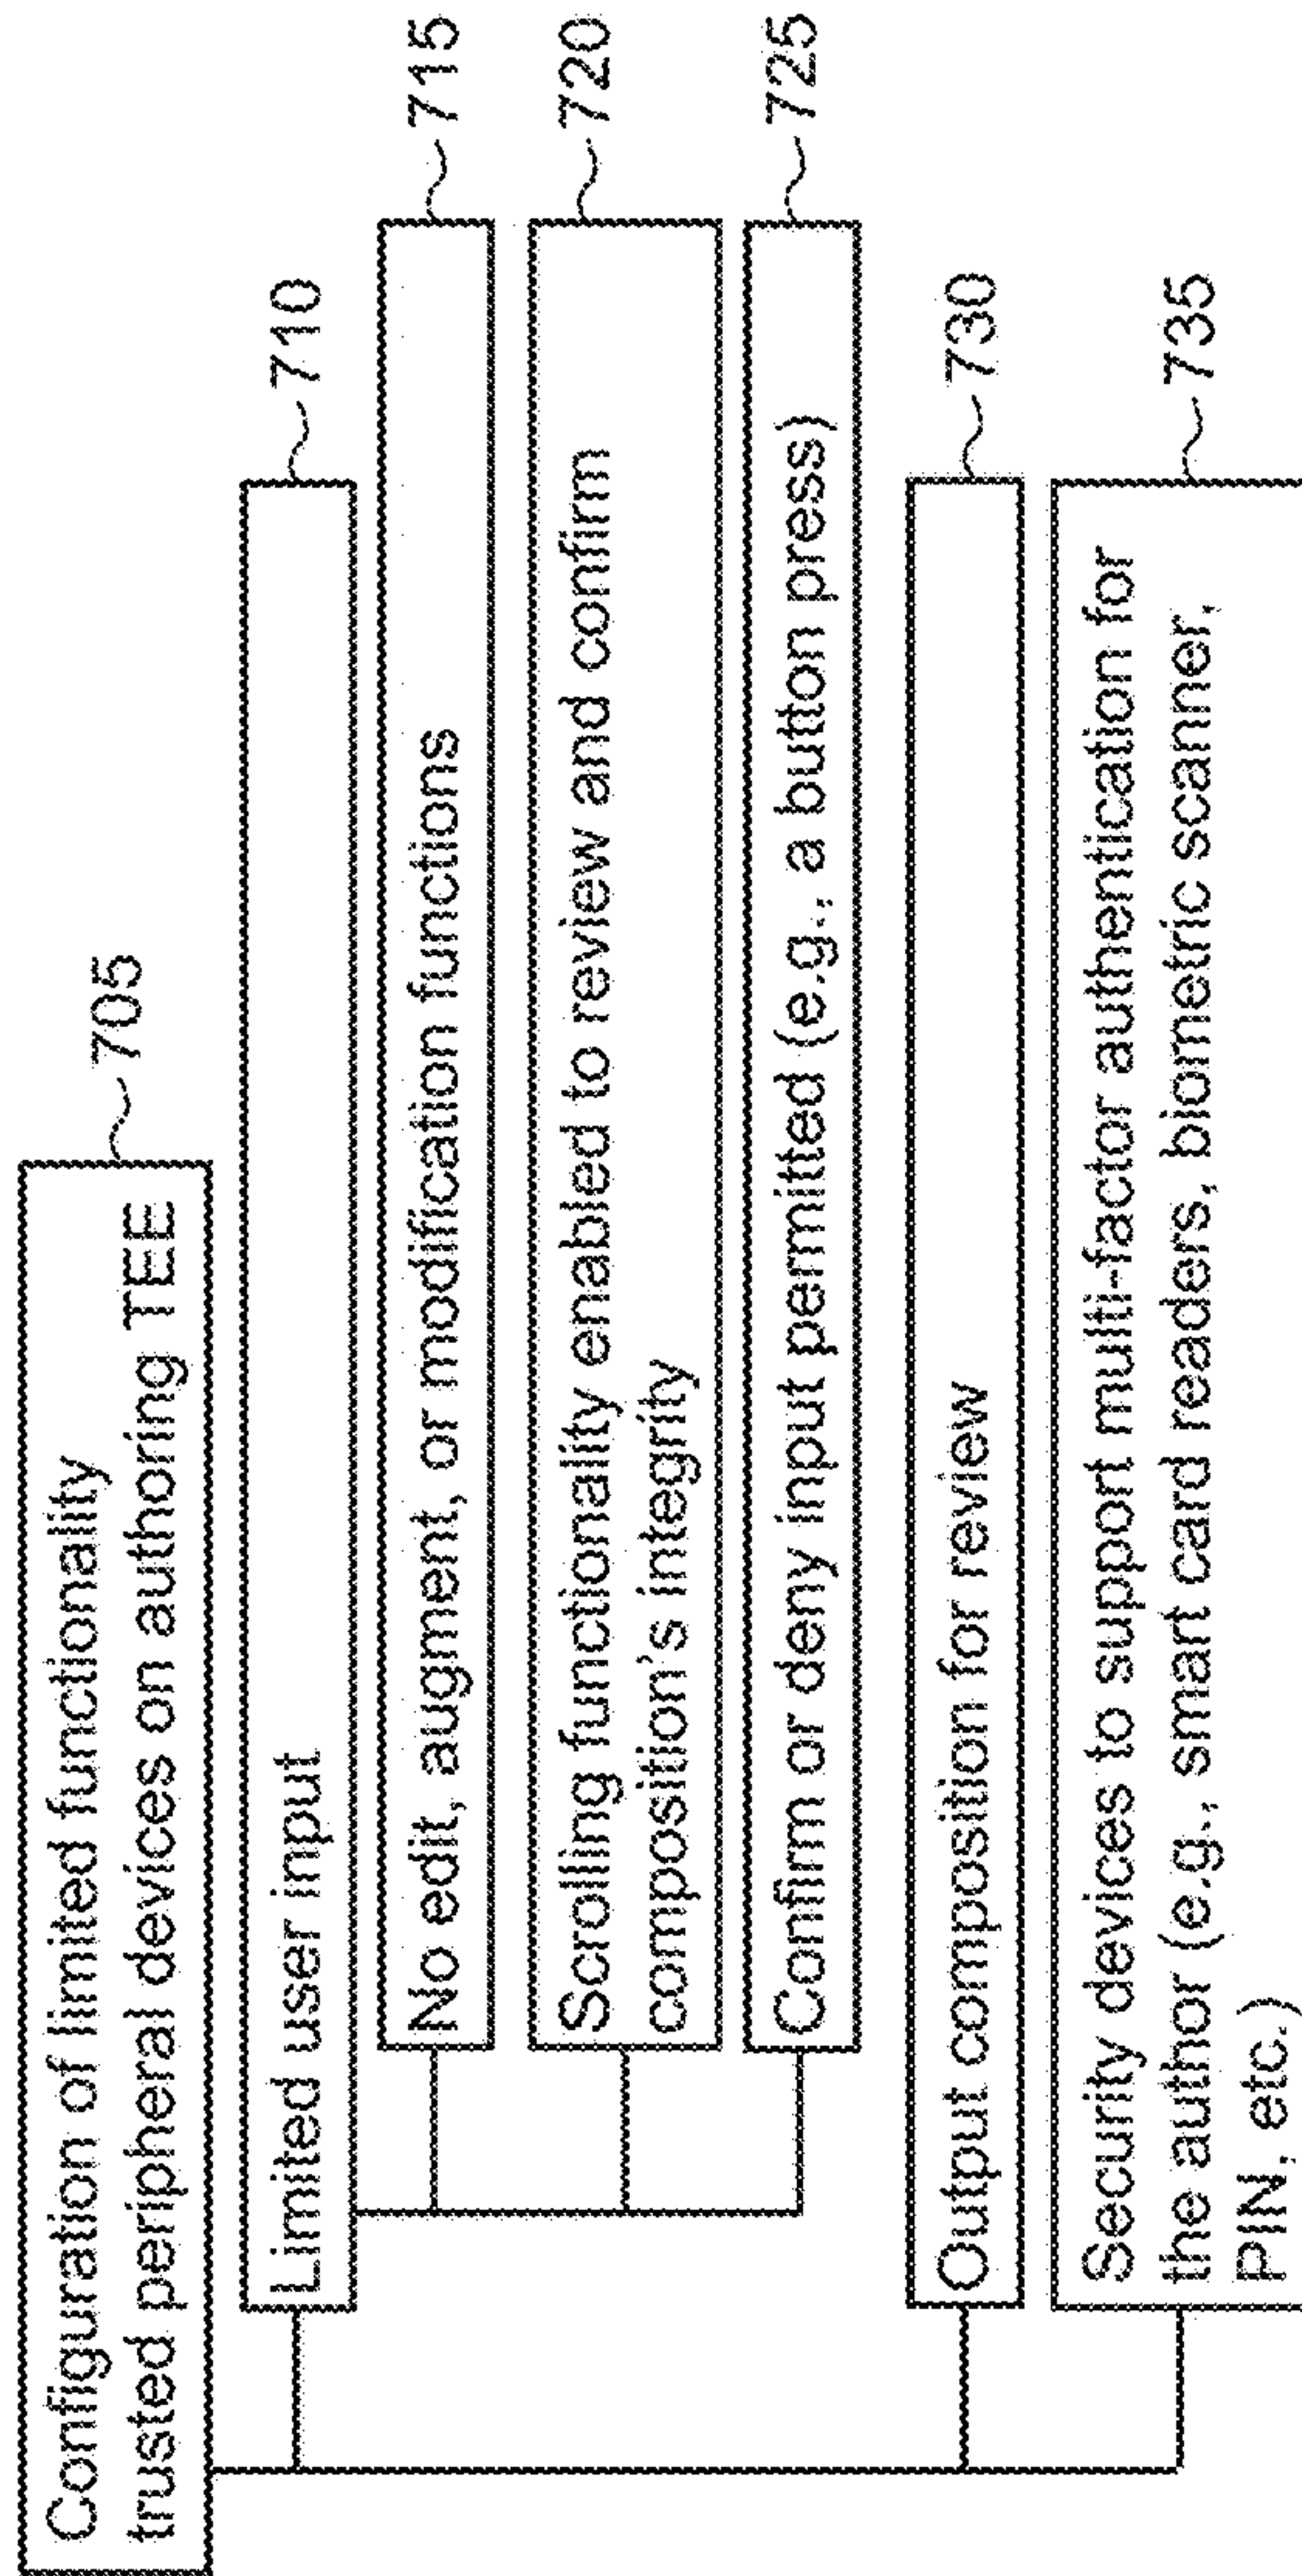 Configuration of limited functionality
trusted peripheral devices on authoring TEE
705
Limited user input
710
No edit, augment, or modification functions
715
Scrolling functionality enabled to review and confirm
composition's integrity
720
Confirm or deny input permitted (e.g., a button press)
725
Output composition for review
730
Security devices to support multi-factor authentication for
the author (e.g., smart card readers, biometric scanner,
PIN, etc.)
735